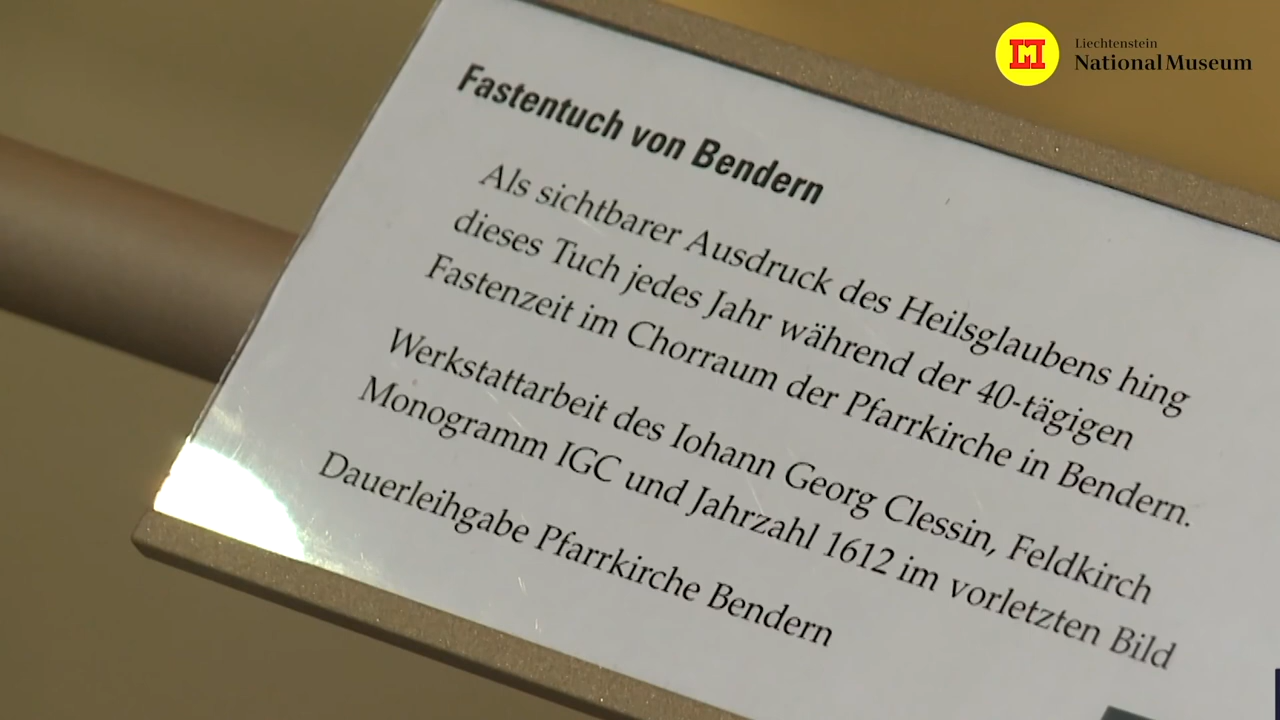 Liechtenstein
National Museum
Fastentuch von Bendern
Als sichtbarer Ausdruck des Heilsglaubens hing
dieses Tuch jedes Jahr während der 40-tägigen
Fastenzeit im Chorraum der Pfarrkirche in Bendern.
Werkstattarbeit des Iohann Georg Clessin, Feldkirch
Monogramm IGC und Jahrzahl 1612 im vorletzten Bild
Dauerleihgabe Pfarrkirche Bendern